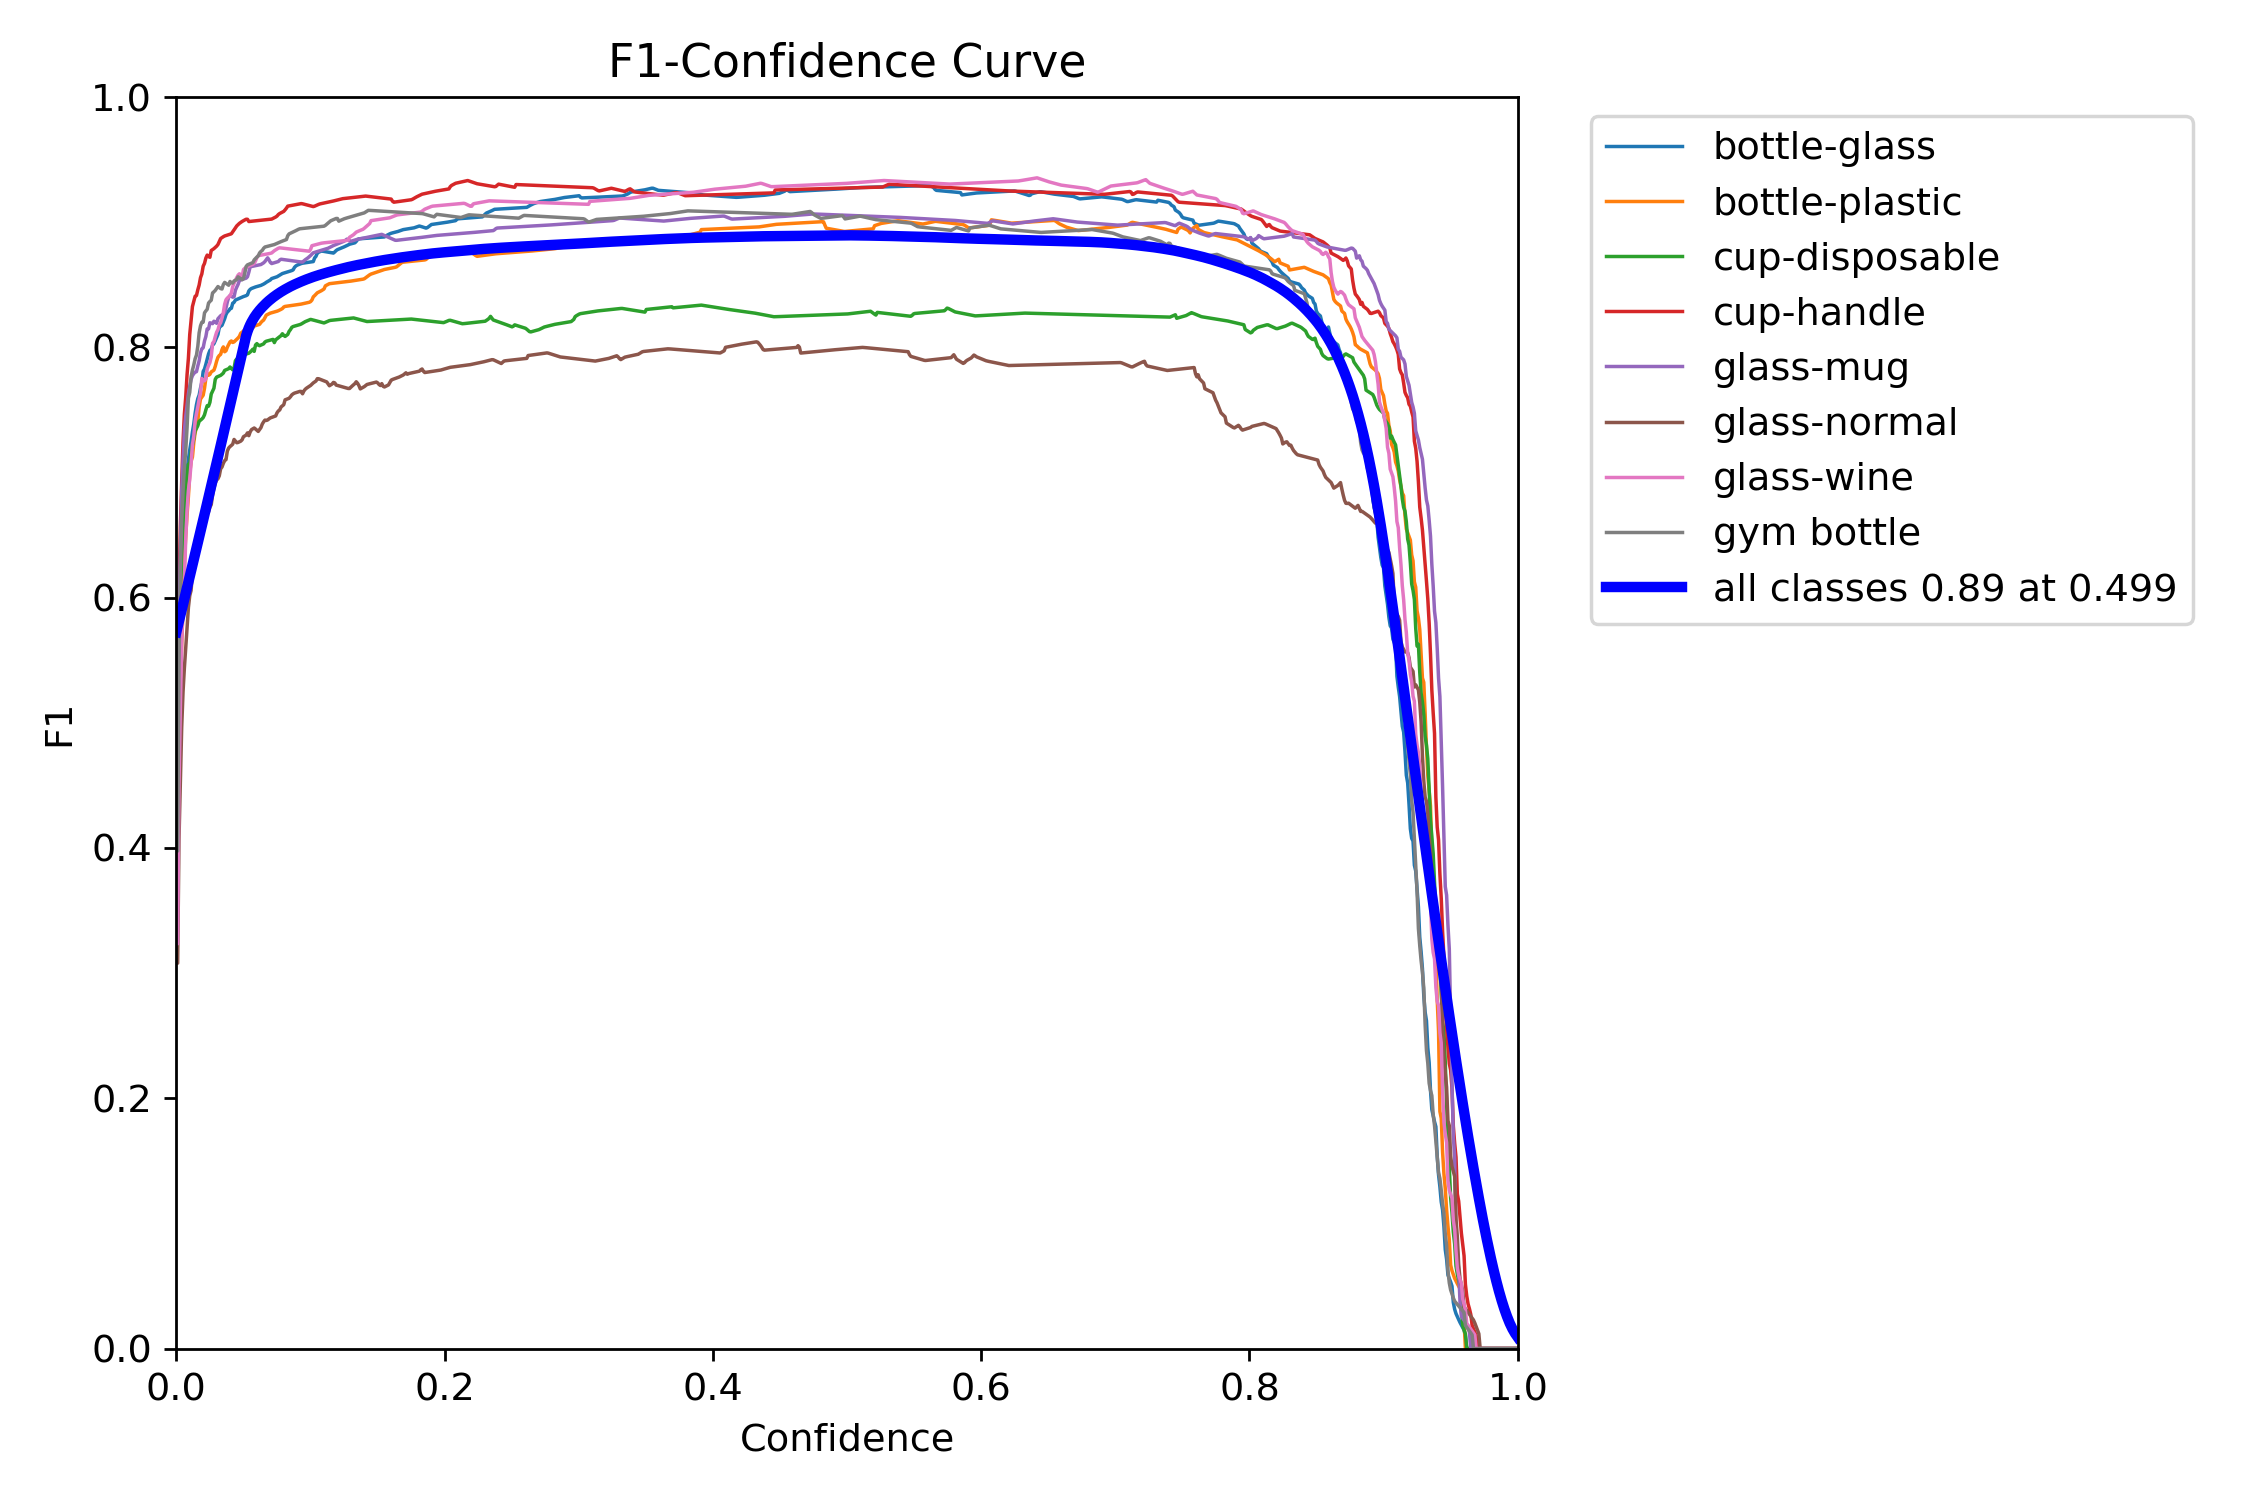 F1-Confidence Curve
1.0
0.8
0.6
0.4
0.2
0.0
F1
0.0 0.2 0.4 0.6 0.8 1.0
Confidence
bottle-glass
bottle-plastic
cup-disposable
cup-handle
glass-mug
glass-normal
glass-wine
gym bottle
all classes 0.89 at 0.499